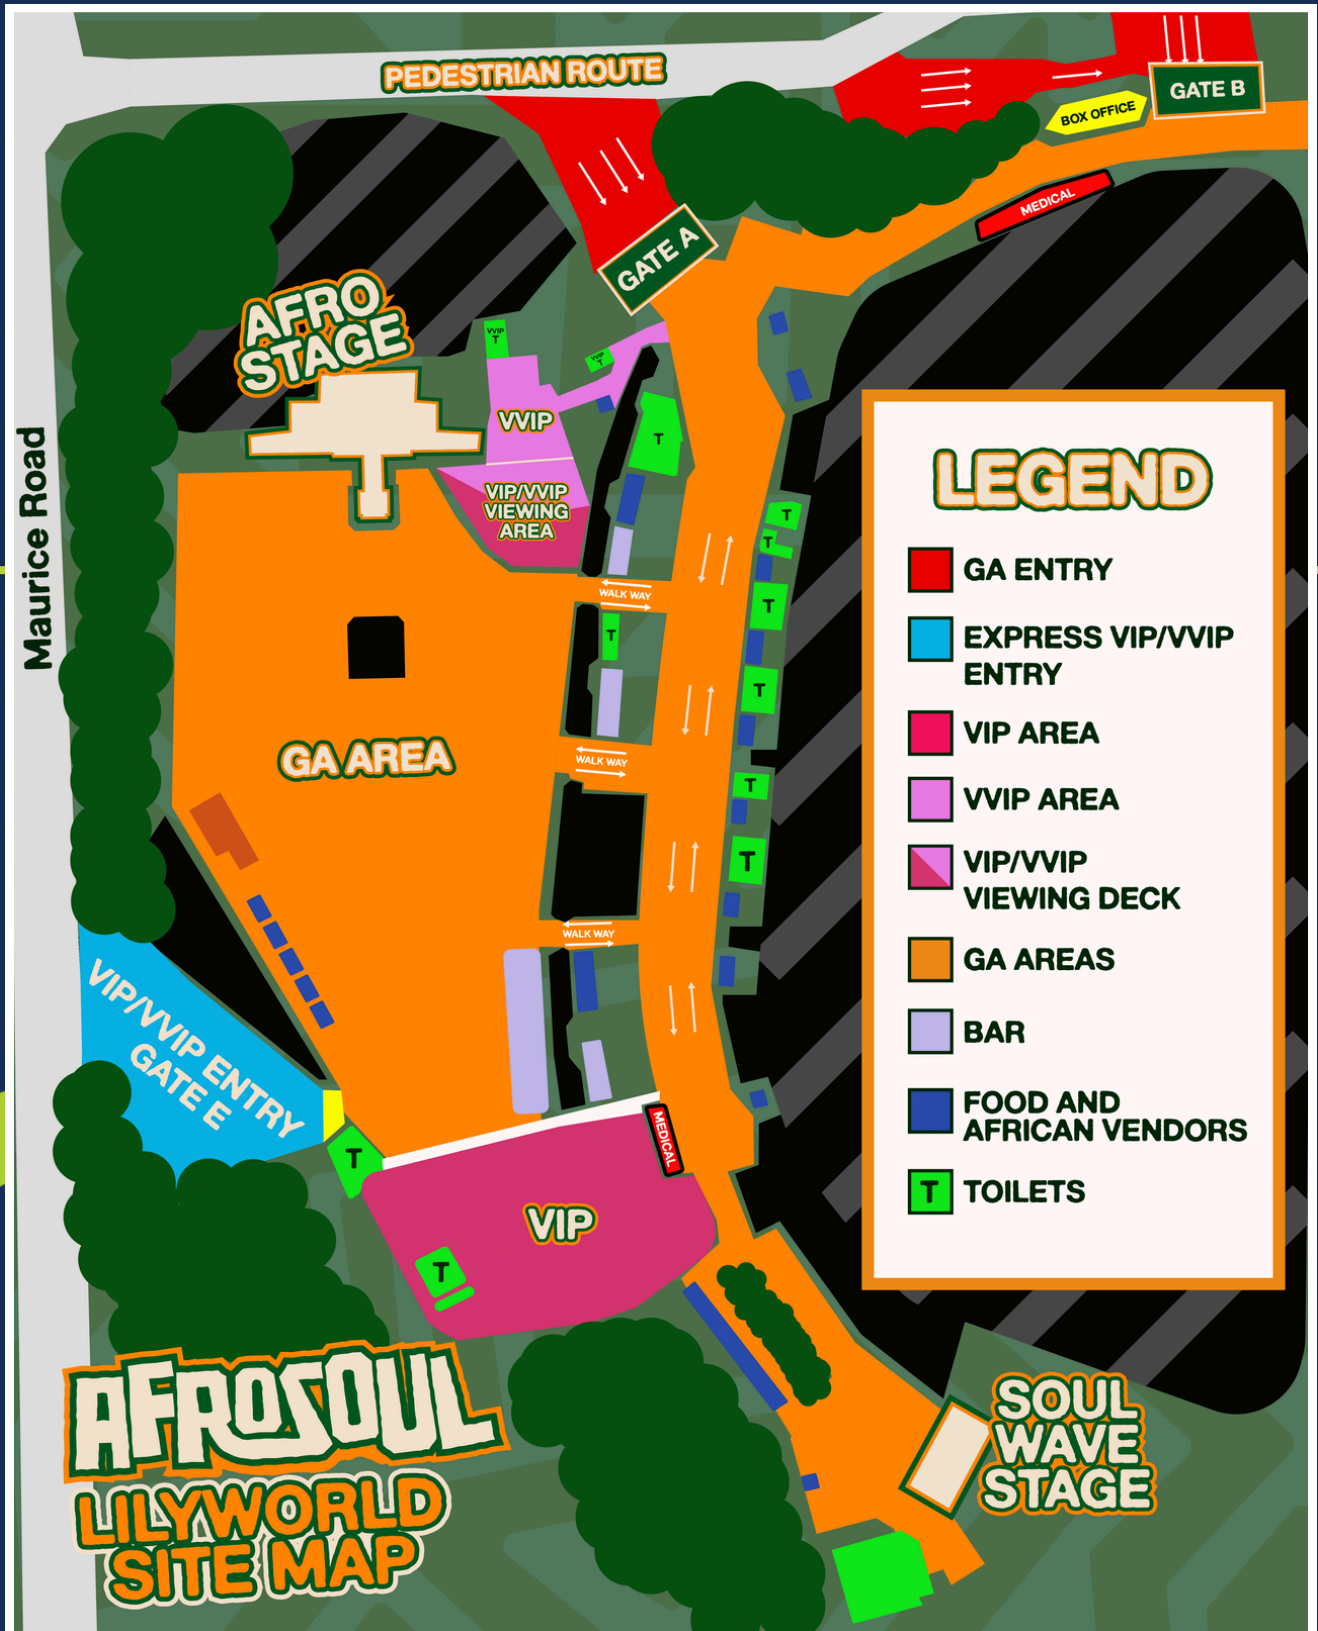 PEDESTRIAN ROUTE
GATE B
BOX OFFICE
MEDICAL
GATE A
AFRO
STAGE
VVIP
T
VVIP
T
VVIP
T
VIP/VVIP
VIEWING
AREA
T
T
WALK WAY
T
T
Maurice Road
T
WALK WAY
GA AREA
T
T
WALK WAY
VIP/VVIP ENTRY
GATE E
MEDICAL
T
VIP
T
LEGEND
GA ENTRY
EXPRESS VIP/VVIP
ENTRY
VIP AREA
VVIP AREA
VIP/VVIP
VIEWING DECK
GA AREAS
BAR
FOOD AND
AFRICAN VENDORS
T TOILETS
AFROSOUL
LILYWORLD
SITE MAP
SOUL
WAVE
STAGE